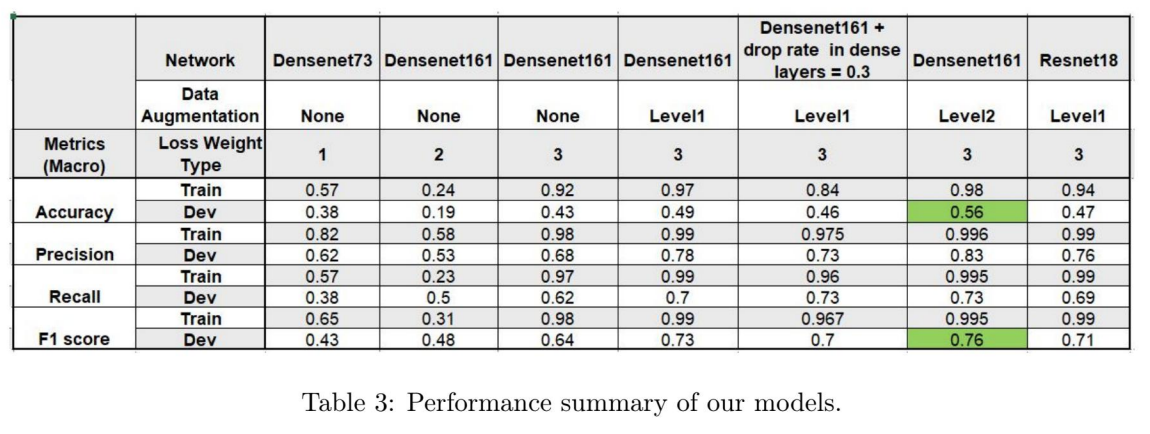 Network Densenet73 Densenet161 Densenet161 Densenet161 Densenet161 + drop rate in dense layers = 0.3 Densenet161 Resnet18
Data Augmentation None None None Level1 Level1 Level2 Level1
Metrics (Macro) Loss Weight Type 1 2 3 3 3 3 3
Accuracy Train 0.57 0.24 0.92 0.97 0.84 0.98 0.94
Dev 0.38 0.19 0.43 0.49 0.46 0.56 0.47
Precision Train 0.82 0.58 0.98 0.99 0.975 0.996 0.99
Dev 0.62 0.53 0.68 0.78 0.73 0.83 0.76
Recall Train 0.57 0.23 0.97 0.99 0.96 0.995 0.99
Dev 0.38 0.5 0.62 0.7 0.73 0.73 0.69
F1 score Train 0.65 0.31 0.98 0.99 0.967 0.995 0.99
Dev 0.43 0.48 0.64 0.73 0.7 0.76 0.71
Table 3: Performance summary of our models.